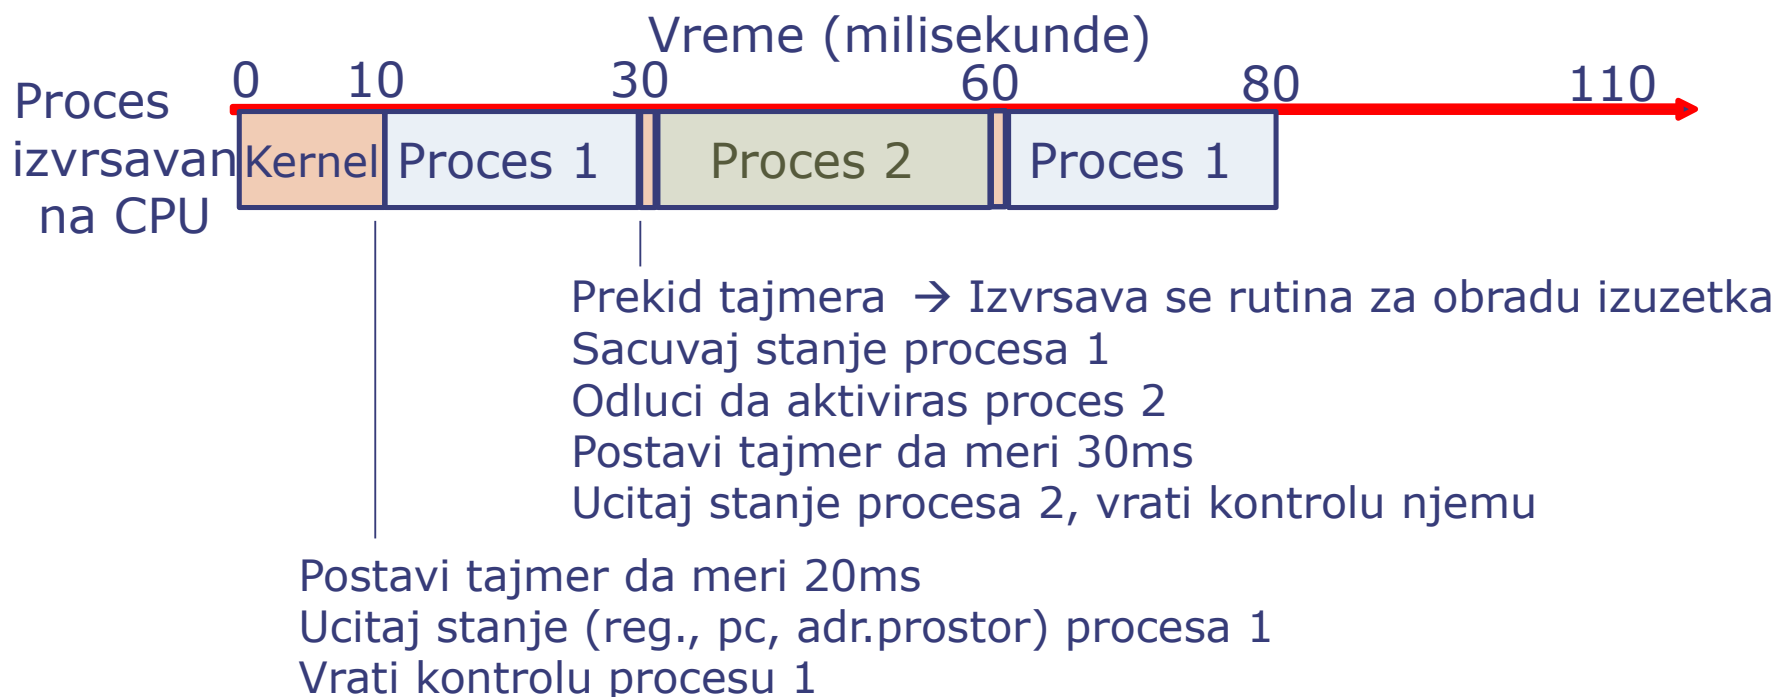 Vreme (milisekunde)
0 10 30 60 80 110
Proces
izvrsavan
na CPU
Kernel Proces 1 Proces 2 Proces 1
Prekid tajmera → Izvrsava se rutina za obradu izuzetka
Sacuvaj stanje procesa 1
Odluci da aktiviras proces 2
Postavi tajmer da meri 30ms
Ucitaj stanje procesa 2, vrati kontrolu njemu
Postavi tajmer da meri 20ms
Ucitaj stanje (reg., pc, adr.prostor) procesa 1
Vrati kontrolu procesu 1